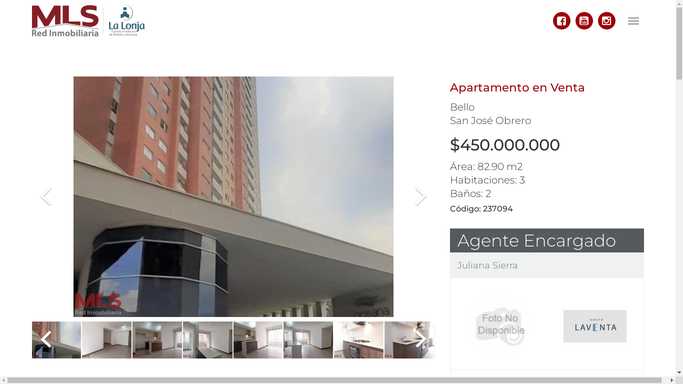 MLS
Red Inmobiliaria
La Lonja
Apartamento en Venta
Bello
San José Obrero
$450.000.000
Área: 82.90 m2
Habitaciones: 3
Baños: 2
Código: 237094
MLS
Red Inmobiliaria
Agente Encargado
Juliana Sierra
Foto No
Disponible
LAVENTA